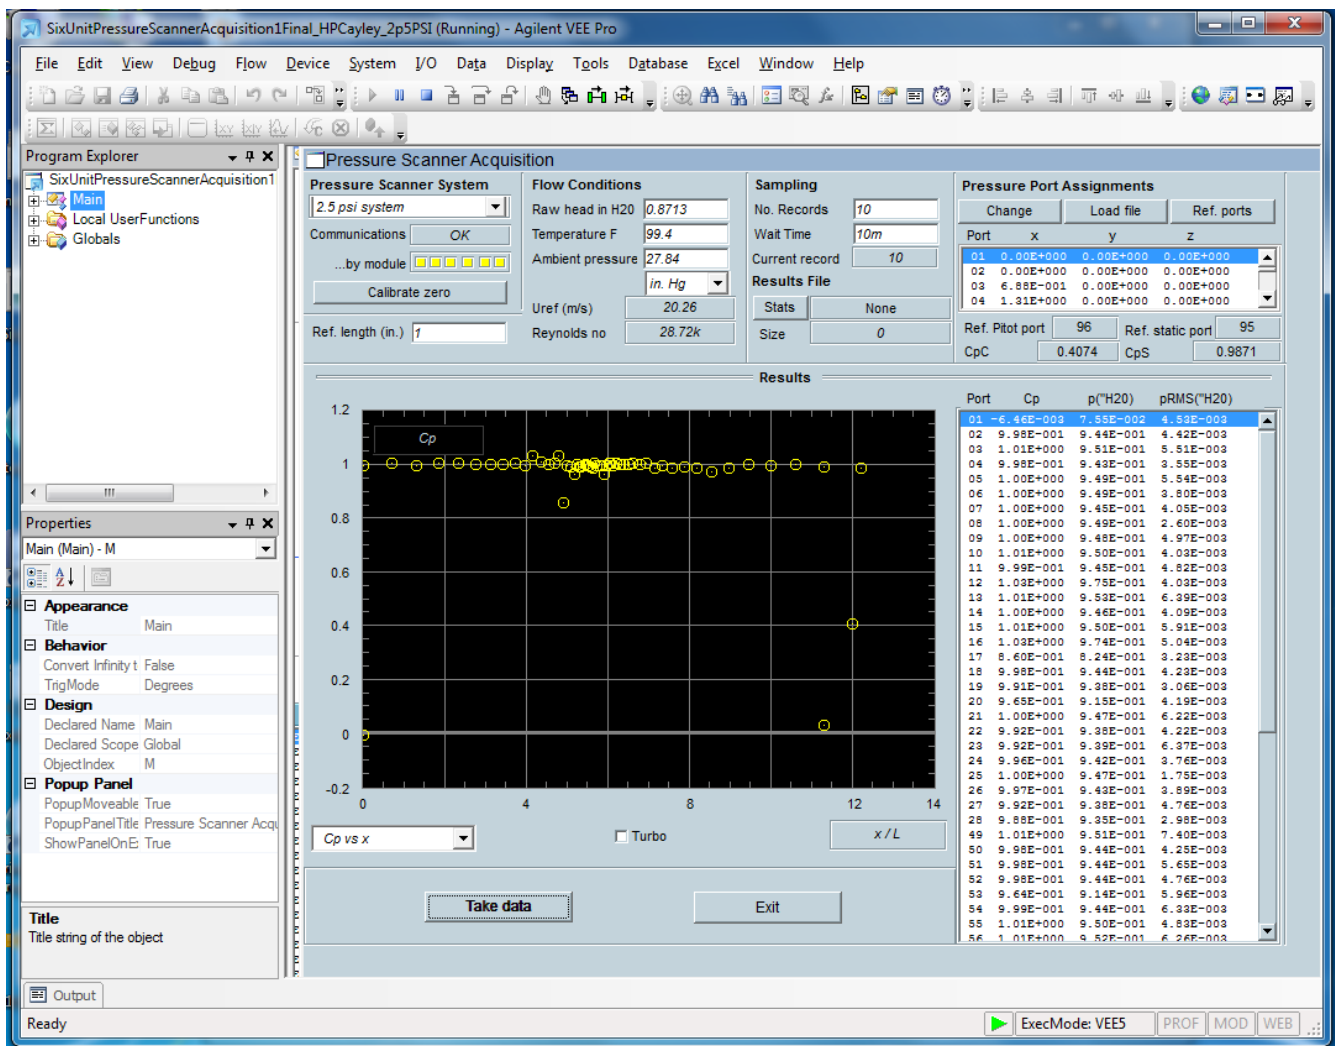 SixUnitPressureScannerAcquisition1Final_HPCayley_2p5PSI (Running) - Agilent VEE Pro
File Edit View Debug Flow Device System I/O Data Display Tools Database Excel Window Help
Program Explorer
SixUnitPressureScannerAcquisition1
Main
Local UserFunctions
Globals
Properties
Main (Main) - M
Appearance
Title Main
Behavior
Convert Infinity t False
TrigMode Degrees
Design
Declared Name Main
Declared Scope Global
ObjectIndex M
Popup Panel
PopupMoveable True
PopupPanelTitle Pressure Scanner Acqu
ShowPanelOnE: True
Title
Title string of the object
Pressure Scanner Acquisition
Pressure Scanner System
2.5 psi system
Communications OK
...by module
Calibrate zero
Ref. length (in.) 1
Flow Conditions
Raw head in H20 0.8713
Temperature F 99.4
Ambient pressure 27.84
in. Hg
Uref (m/s) 20.26
Reynolds no 28.72k
Sampling
No. Records 10
Wait Time 10m
Current record 10
Results File
Stats None
Size 0
Pressure Port Assignments
Change Load file Ref. ports
Port x y z
01 0.00E+000 0.00E+000 0.00E+000
02 0.00E+000 0.00E+000 0.00E+000
03 6.88E-001 0.00E+000 0.00E+000
04 1.31E+000 0.00E+000 0.00E+000
Ref. Pitot port 96 Ref. static port 95
CpC 0.4074 CpS 0.9871
Results
Cp
1.2
1
0.8
0.6
0.4
0.2
0
-0.2
0 4 8 12 14
Cp vs x
Turbo
x / L
Take data
Exit
Port Cp p("H20) pRMS("H20)
01 -6.46E-003 7.55E-002 4.53E-003
02 9.98E-001 9.44E-001 4.42E-003
03 1.01E+000 9.51E-001 5.51E-003
04 9.98E-001 9.43E-001 3.55E-003
05 1.00E+000 9.49E-001 5.54E-003
06 1.00E+000 9.49E-001 3.80E-003
07 1.00E+000 9.45E-001 4.05E-003
08 1.00E+000 9.49E-001 2.60E-003
09 1.00E+000 9.48E-001 4.97E-003
10 1.01E+000 9.50E-001 4.03E-003
11 9.99E-001 9.45E-001 4.82E-003
12 1.03E+000 9.75E-001 4.03E-003
13 1.01E+000 9.53E-001 6.39E-003
14 1.00E+000 9.46E-001 4.09E-003
15 1.01E+000 9.50E-001 5.91E-003
16 1.03E+000 9.74E-001 5.04E-003
17 8.60E-001 8.24E-001 3.23E-003
18 9.98E-001 9.44E-001 4.23E-003
19 9.91E-001 9.38E-001 3.06E-003
20 9.65E-001 9.15E-001 4.19E-003
21 1.00E+000 9.47E-001 6.22E-003
22 9.92E-001 9.38E-001 4.22E-003
23 9.92E-001 9.39E-001 6.37E-003
24 9.96E-001 9.42E-001 3.76E-003
25 1.00E+000 9.47E-001 1.75E-003
26 9.97E-001 9.43E-001 3.89E-003
27 9.92E-001 9.38E-001 4.76E-003
28 9.88E-001 9.35E-001 2.98E-003
49 1.01E+000 9.51E-001 7.40E-003
50 9.98E-001 9.44E-001 4.25E-003
51 9.98E-001 9.44E-001 5.65E-003
52 9.98E-001 9.44E-001 4.76E-003
53 9.64E-001 9.14E-001 5.96E-003
54 9.99E-001 9.44E-001 6.33E-003
55 1.01E+000 9.50E-001 4.83E-003
56 1.01E+000 9.52E-001 6.26E-003
Output
Ready
ExecMode: VEE5 PROF MOD WEB